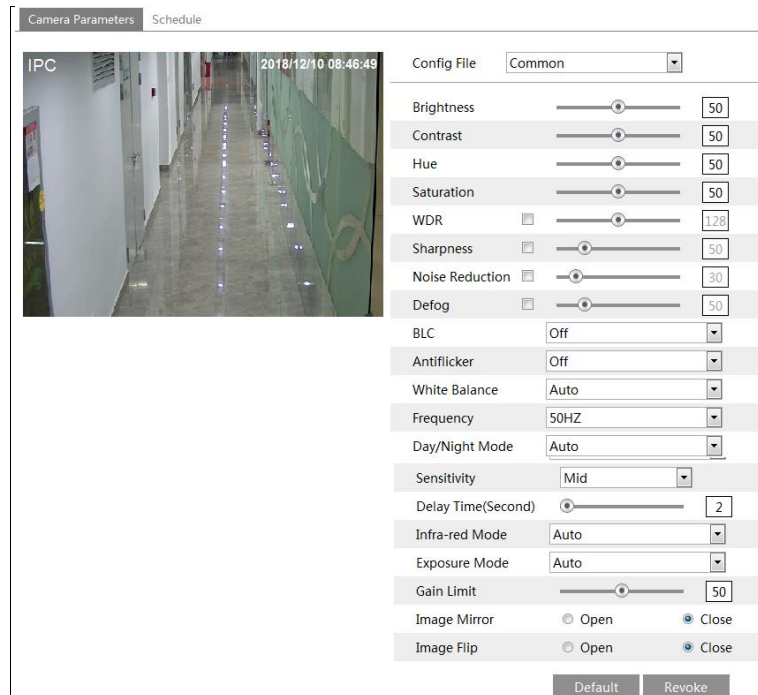 Camera Parameters Schedule
IPC 2018/12/10 08:46:49
Config File Common
Brightness 50
Contrast 50
Hue 50
Saturation 50
WDR 128
Sharpness 50
Noise Reduction 30
Defog 50
BLC Off
Antiflicker Off
White Balance Auto
Frequency 50HZ
Day/Night Mode Auto
Sensitivity Mid
Delay Time(Second) 2
Infra-red Mode Auto
Exposure Mode Auto
Gain Limit 50
Image Mirror Open Close
Image Flip Open Close
Default Revoke